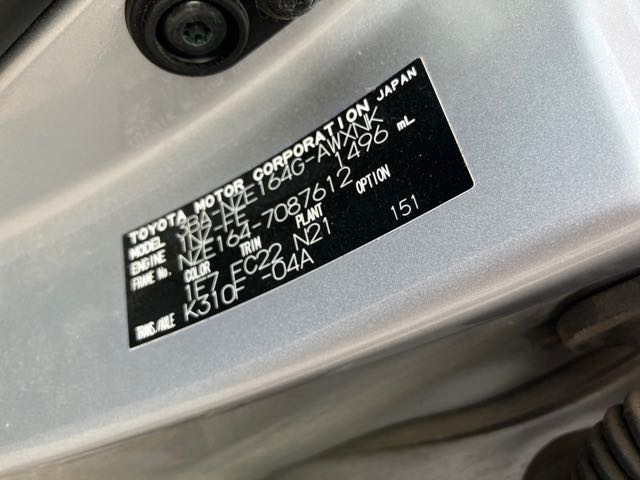 TOYOTA MOTOR CORPORATION JAPAN
MODEL 3BA-NZE164G-AWXNK
ENGINE 1NZ-FE 1496 mL
FRAME No. NZE164-7087612
COLOR TRIM PLANT OPTION
1E7 FC22 N21 151
TRANS./AXLE K310F -04A